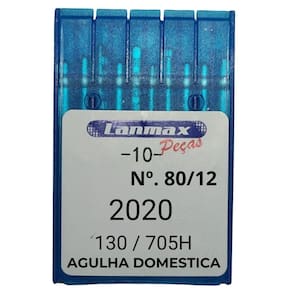 Lanmax
Peças
-10-
Nº. 80/12
2020
130 / 705H
AGULHA DOMESTICA